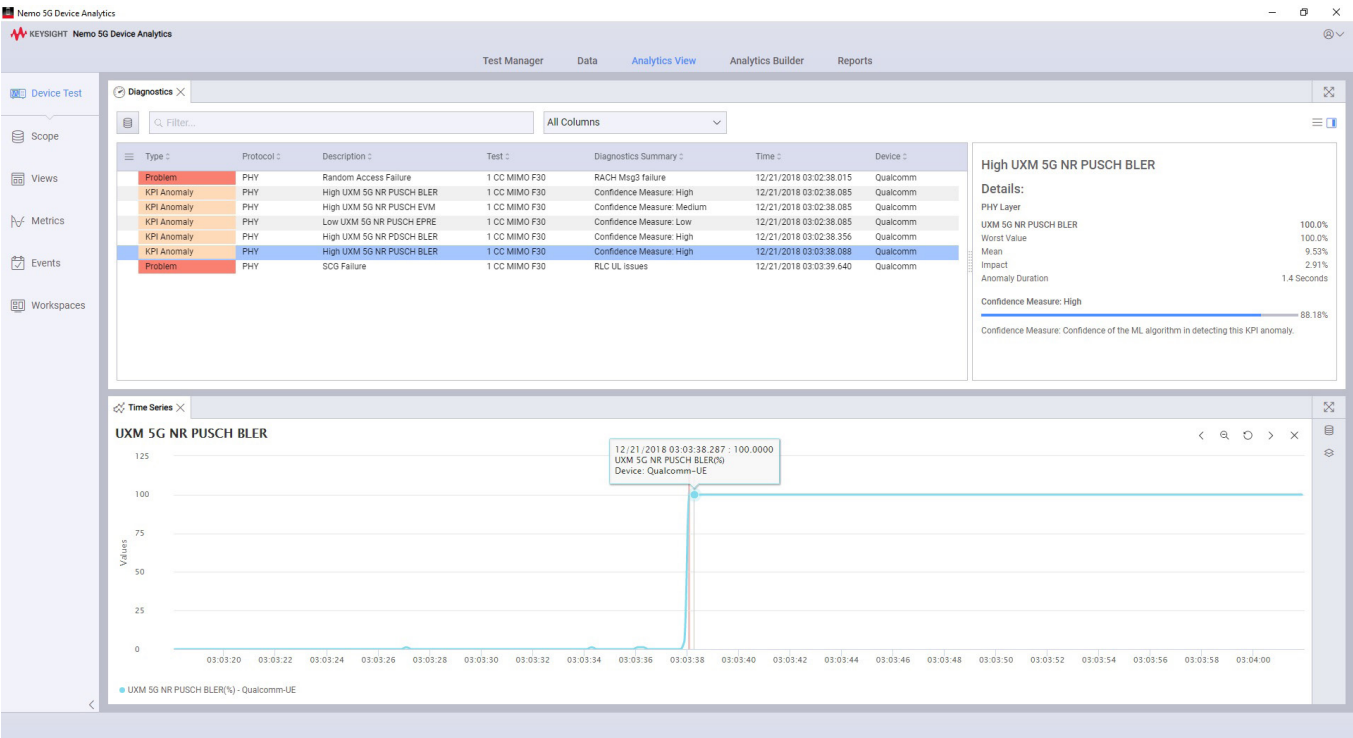 Nemo 5G Device Analytics
KEYSIGHT Nemo 5G Device Analytics
Test Manager Data Analytics View Analytics Builder Reports
Device Test
Scope
Views
Metrics
Events
Workspaces
Diagnostics
Filter...
All Columns
Type Protocol Description Test Diagnostics Summary Time Device
Problem PHY Random Access Failure 1 CC MIMO F30 RACH Msg3 failure 12/21/2018 03:02:38.015 Qualcomm
KPI Anomaly PHY High UXM 5G NR PUSCH BLER 1 CC MIMO F30 Confidence Measure: High 12/21/2018 03:02:38.085 Qualcomm
KPI Anomaly PHY High UXM 5G NR PUSCH EVM 1 CC MIMO F30 Confidence Measure: Medium 12/21/2018 03:02:38.085 Qualcomm
KPI Anomaly PHY Low UXM 5G NR PUSCH EPRE 1 CC MIMO F30 Confidence Measure: Low 12/21/2018 03:02:38.085 Qualcomm
KPI Anomaly PHY High UXM 5G NR PDSCH BLER 1 CC MIMO F30 Confidence Measure: High 12/21/2018 03:02:38.356 Qualcomm
KPI Anomaly PHY High UXM 5G NR PUSCH BLER 1 CC MIMO F30 Confidence Measure: High 12/21/2018 03:03:38.088 Qualcomm
Problem PHY SCG Failure 1 CC MIMO F30 RLC UL issues 12/21/2018 03:03:39.640 Qualcomm
High UXM 5G NR PUSCH BLER
Details:
PHY Layer
UXM 5G NR PUSCH BLER 100.0%
Worst Value 100.0%
Mean 9.53%
Impact 2.91%
Anomaly Duration 1.4 Seconds
Confidence Measure: High
88.18%
Confidence Measure: Confidence of the ML algorithm in detecting this KPI anomaly.
Time Series
UXM 5G NR PUSCH BLER
12/21/2018 03:03:38.287 : 100.0000
UXM 5G NR PUSCH BLER(%)
Device: Qualcomm-UE
125
100
75
50
25
0
Values
03:03:20 03:03:22 03:03:24 03:03:26 03:03:28 03:03:30 03:03:32 03:03:34 03:03:36 03:03:38 03:03:40 03:03:42 03:03:44 03:03:46 03:03:48 03:03:50 03:03:52 03:03:54 03:03:56 03:03:58 03:04:00
UXM 5G NR PUSCH BLER(%) - Qualcomm-UE